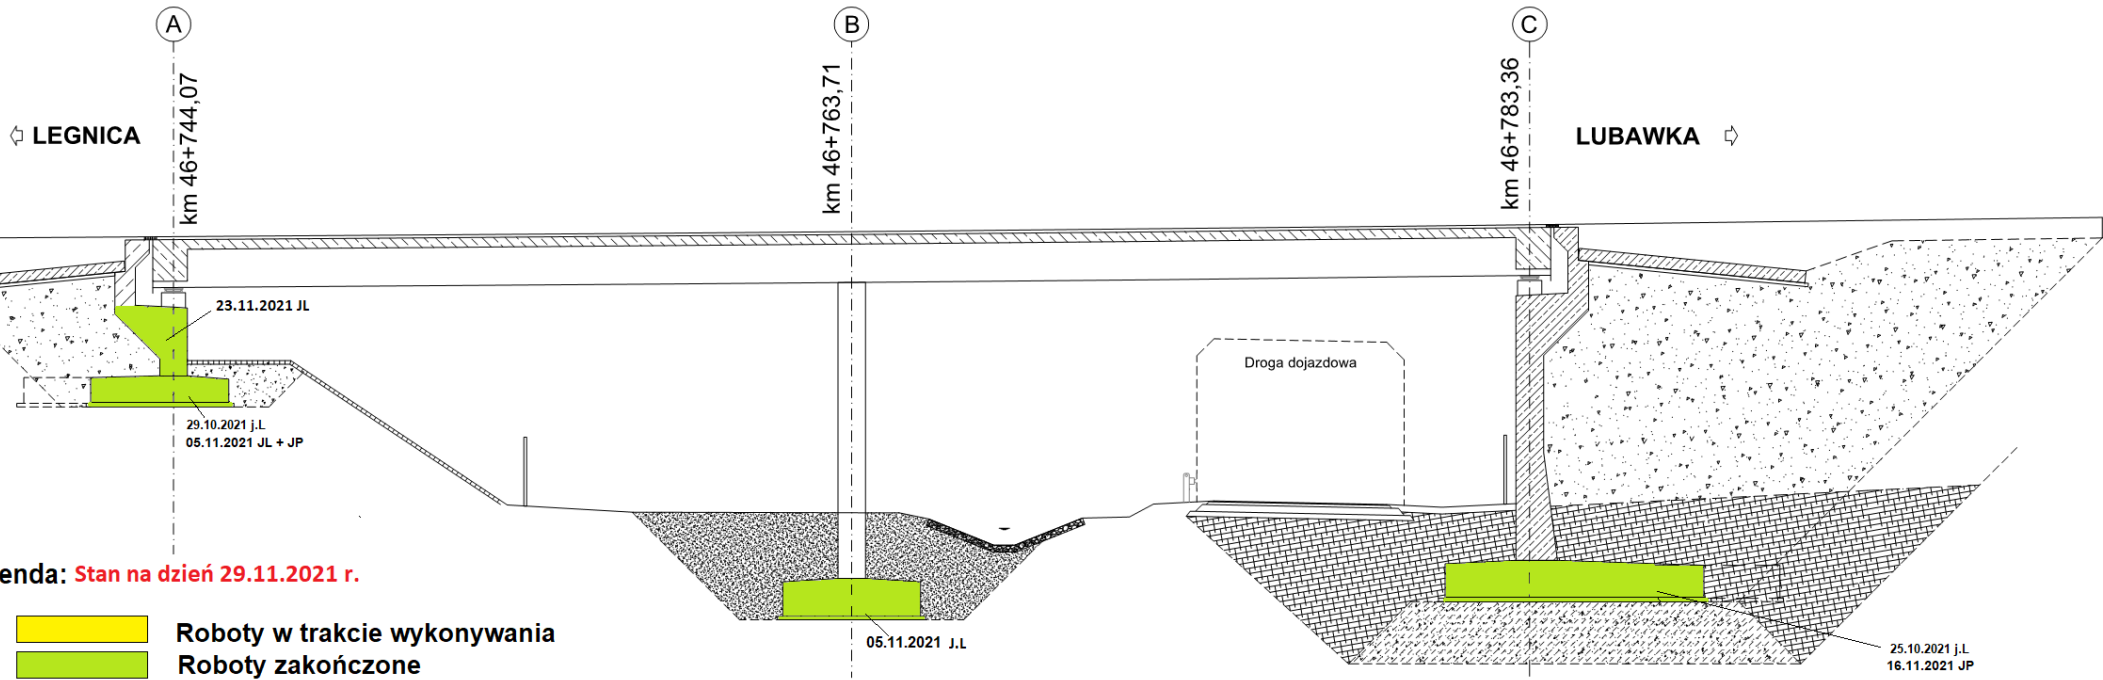 A
B
C
km 46+744,07
km 46+763,71
km 46+783,36
LEGNICA
LUBAWKA
23.11.2021 JL
Droga dojazdowa
29.10.2021 j.L
05.11.2021 JL + JP
enda: Stan na dzień 29.11.2021 r.
Roboty w trakcie wykonywania
Roboty zakończone
05.11.2021 J.L
25.10.2021 j.L
16.11.2021 JP